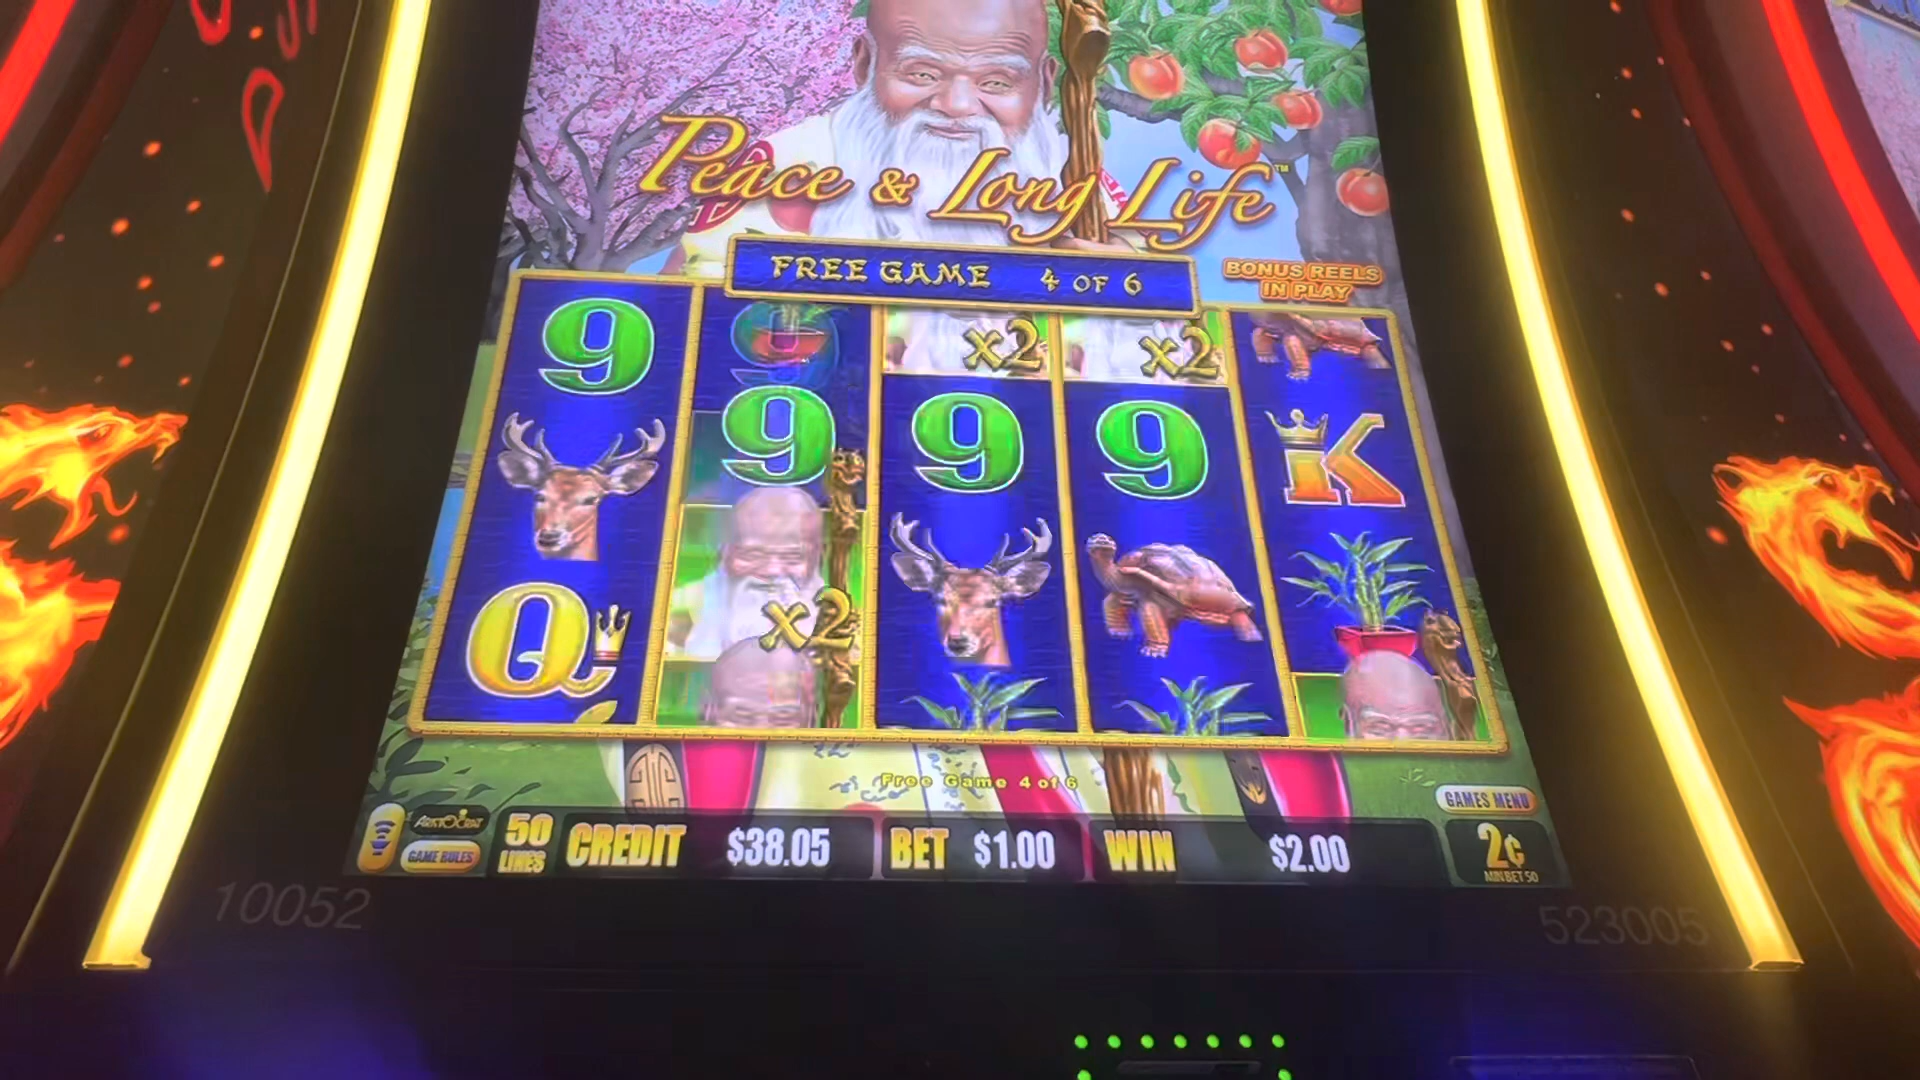 Peace & Long Life™
FREE GAME 4 OF 6
BONUS REELS
IN PLAY
9
x2
x2
9
9
9
K
x2
Q
Free Game 4 of 6
GAMES MENU
ARISTOCRAT
GAME RULES
50
LINES
CREDIT $38.05
BET $1.00
WIN $2.00
2¢
MIN BET 50
10052
523005